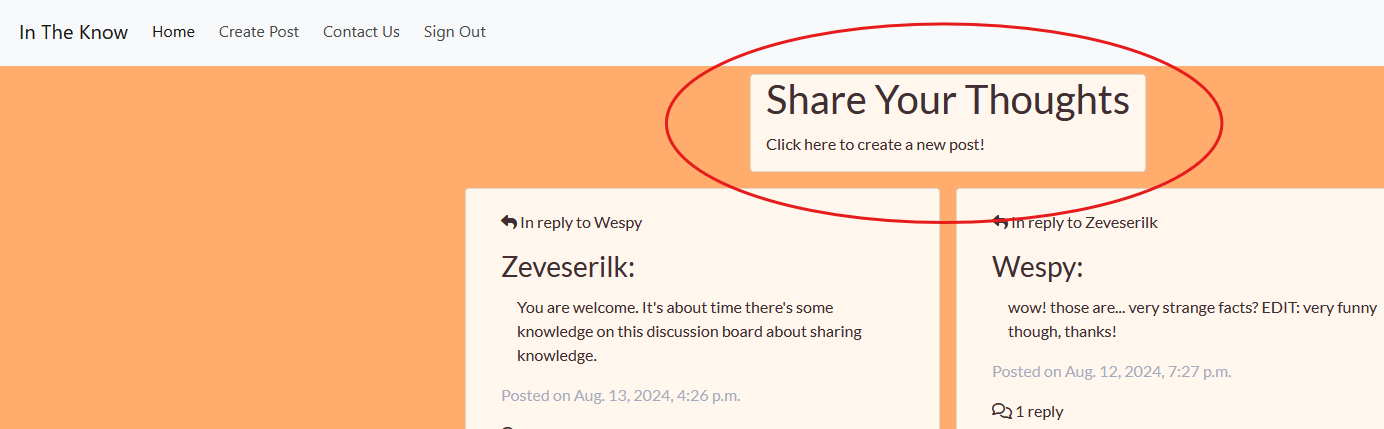 In The Know Home Create Post Contact Us Sign Out
Share Your Thoughts
Click here to create a new post!
In reply to Wespy
Zeveserilk:
You are welcome. It's about time there's some
knowledge on this discussion board about sharing
knowledge.
Posted on Aug. 13, 2024, 4:26 p.m.
In reply to Zeveserilk
Wespy:
wow! those are... very strange facts? EDIT: very funny
though, thanks!
Posted on Aug. 12, 2024, 7:27 p.m.
1 reply